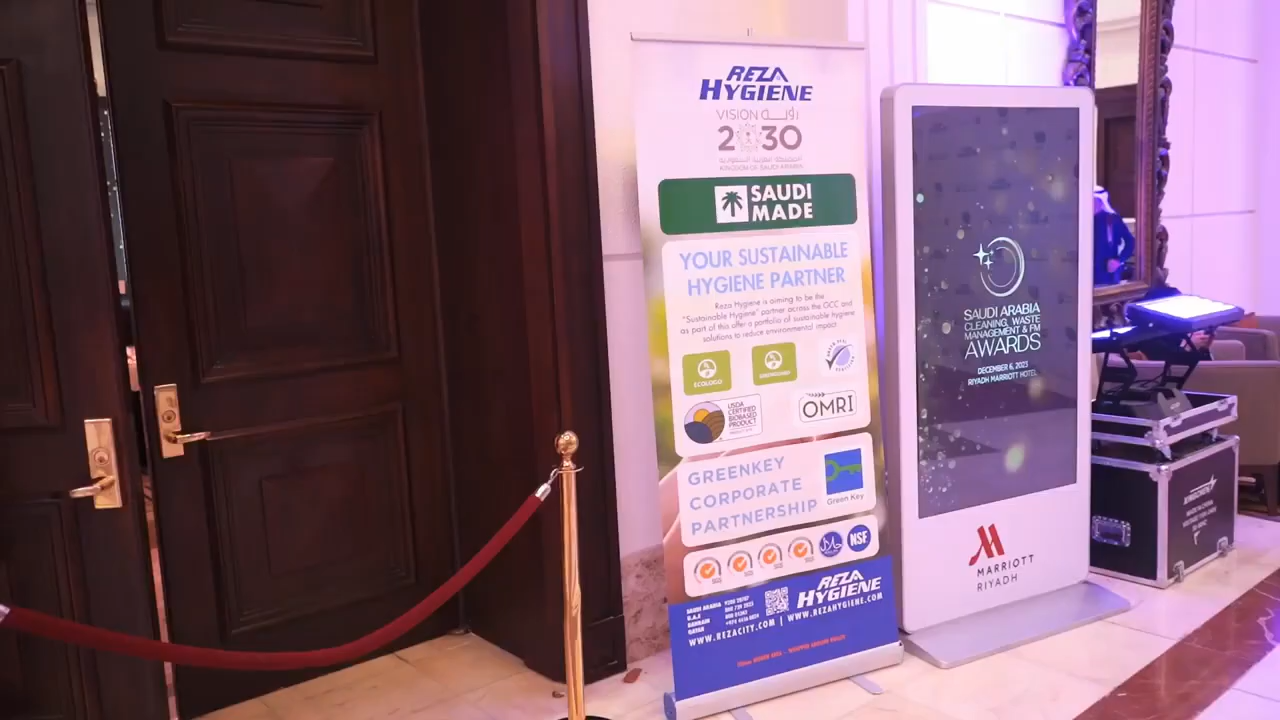 REZA
HYGIENE
VISION رؤيـــة
2030
المملكة العربية السعودية
KINGDOM OF SAUDI ARABIA
SAUDI
MADE
YOUR SUSTAINABLE
HYGIENE PARTNER
Reza Hygiene is aiming to be the
"Sustainable Hygiene" partner across the GCC and
as part of this offer a portfolio of sustainable hygiene
solutions to reduce environmental impact
ECOLOGO
USDA
CERTIFIED
BIOBASED
PRODUCT
OMRI
GREENKEY
CORPORATE
PARTNERSHIP
Green Key
NSF
REZA
HYGIENE
SAUDI ARABIA
U.A.E
BAHRAIN
QATAR
WWW.REZACITY.COM | WWW.REZAHYGIENE.COM
SAUDI ARABIA
CLEANING, WASTE
MANAGEMENT & FM
AWARDS
DECEMBER 6, 2023
RIYADH MARRIOTT HOTEL
MARRIOTT
RIYADH